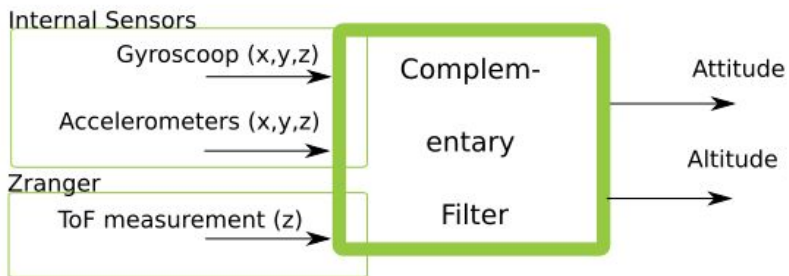 Internal Sensors
Gyroscoop (x,y,z)
Accelerometers (x,y,z)
Zranger
ToF measurement (z)
Complem-
entary
Filter
Attitude
Altitude